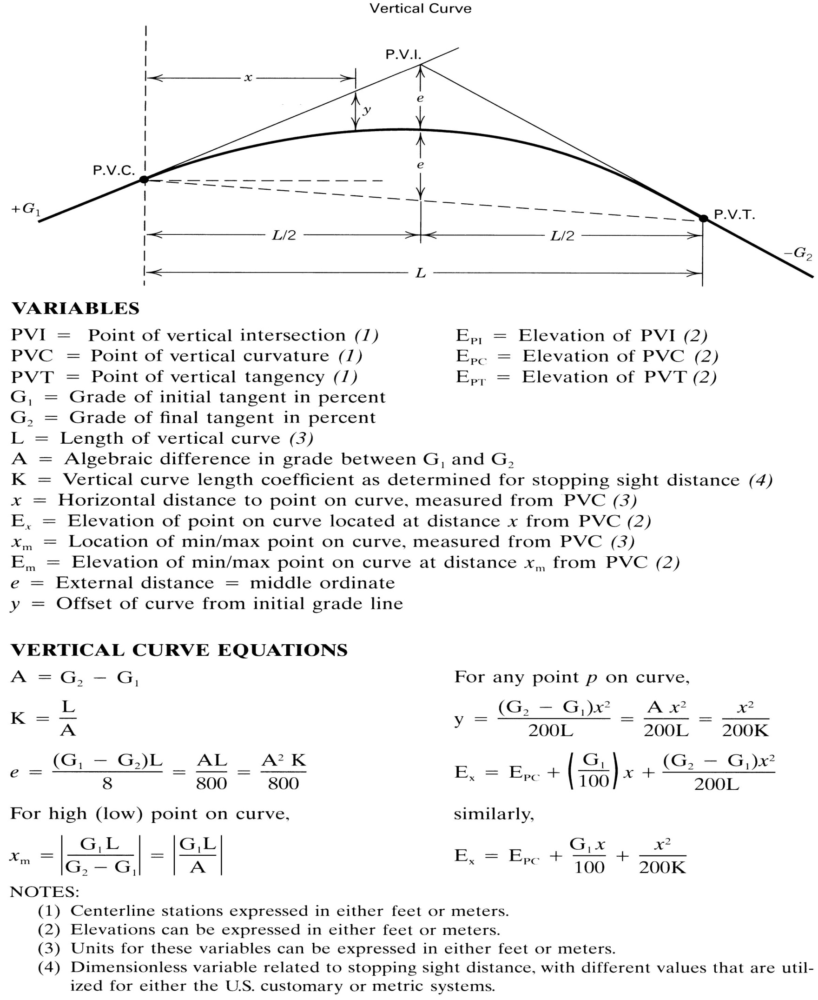 Vertical Curve
P.V.I.
x
e
y
e
P.V.C.
+G₁
P.V.T.
L/2
L/2
–G₂
L
VARIABLES
PVI = Point of vertical intersection (1)
E_PI = Elevation of PVI (2)
PVC = Point of vertical curvature (1)
E_PC = Elevation of PVC (2)
PVT = Point of vertical tangency (1)
E_PT = Elevation of PVT (2)
G₁ = Grade of initial tangent in percent
G₂ = Grade of final tangent in percent
L = Length of vertical curve (3)
A = Algebraic difference in grade between G₁ and G₂
K = Vertical curve length coefficient as determined for stopping sight distance (4)
x = Horizontal distance to point on curve, measured from PVC (3)
Eₓ = Elevation of point on curve located at distance x from PVC (2)
xₘ = Location of min/max point on curve, measured from PVC (3)
Eₘ = Elevation of min/max point on curve at distance xₘ from PVC (2)
e = External distance = middle ordinate
y = Offset of curve from initial grade line
VERTICAL CURVE EQUATIONS
A = G₂ − G₁
For any point p on curve,
K = L/A
y = (G₂ − G₁)x²/200L = A x²/200L = x²/200K
e = (G₁ − G₂)L/8 = AL/800 = A² K/800
Eₓ = E_PC + (G₁/100) x + (G₂ − G₁)x²/200L
For high (low) point on curve,
similarly,
xₘ = |G₁ L/G₂ − G₁| = |G₁L/A|
Eₓ = E_PC + G₁ x/100 + x²/200K
NOTES:
(1) Centerline stations expressed in either feet or meters.
(2) Elevations can be expressed in either feet or meters.
(3) Units for these variables can be expressed in either feet or meters.
(4) Dimensionless variable related to stopping sight distance, with different values that are util-
ized for either the U.S. customary or metric systems.